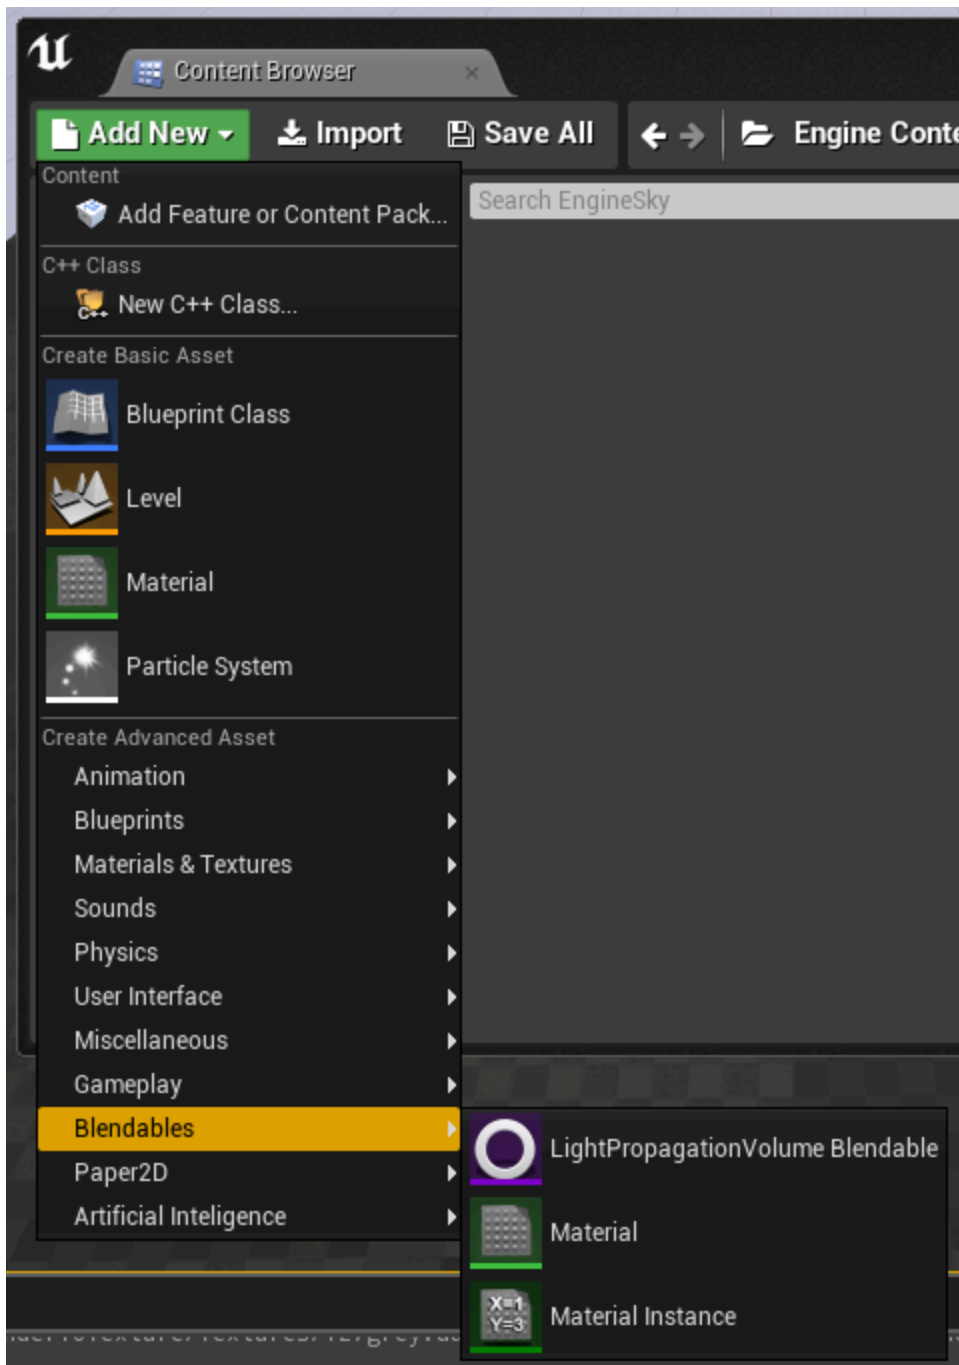 Content Browser
Add New Import Save All Engine Conte
Content
Add Feature or Content Pack...
Search EngineSky
C++ Class
New C++ Class...
Create Basic Asset
Blueprint Class
Level
Material
Particle System
Create Advanced Asset
Animation
Blueprints
Materials & Textures
Sounds
Physics
User Interface
Miscellaneous
Gameplay
Blendables
LightPropagationVolume Blendable
Paper2D
Artificial Inteligence
Material
Material Instance